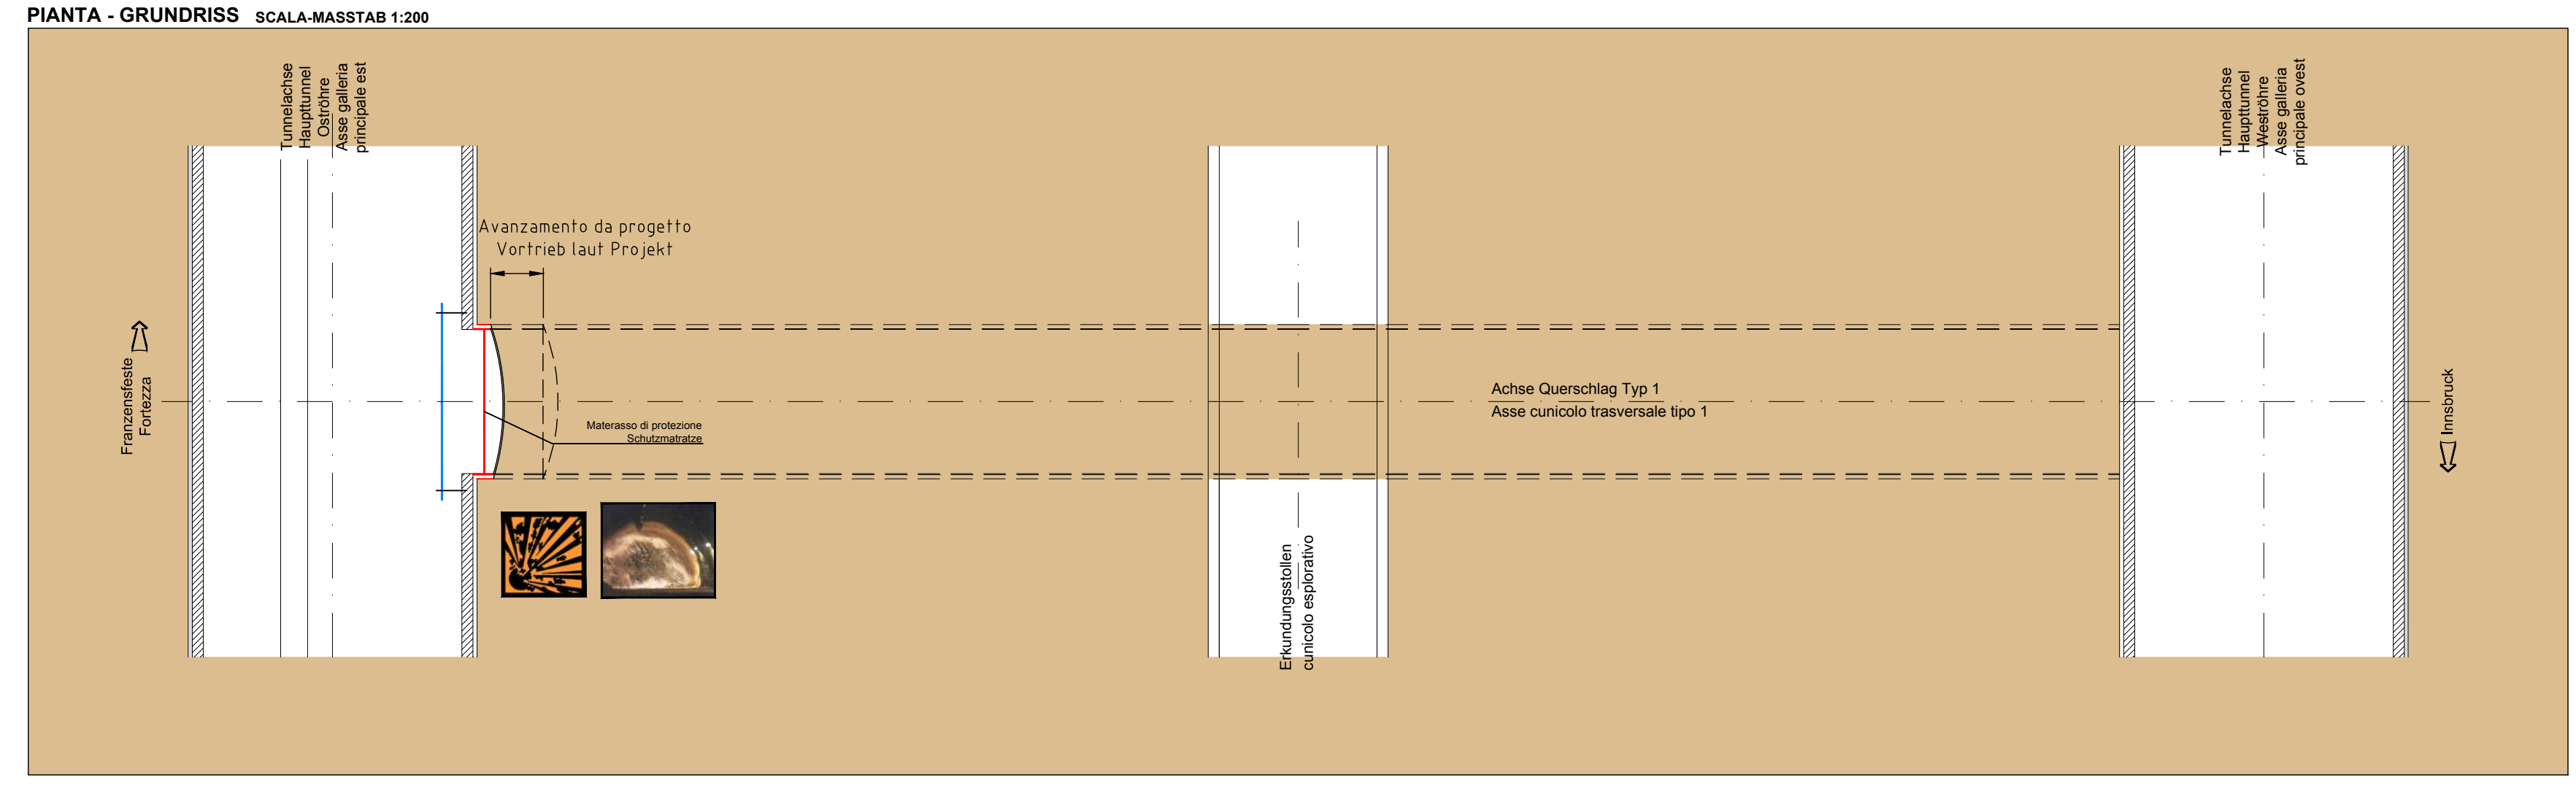 PIANTA - GRUNDRISS SCALA-MASSTAB 1:200
Tunnelachse
Haupttunnel
Oströhre
Asse galleria
principale est
Tunnelachse
Haupttunnel
Weströhre
Asse galleria
principale ovest
Avanzamento da progetto
Vortrieb laut Projekt
Franzensfeste
Fortezza
Materasso di protezione
Schutzmatratze
Achse Querschlag Typ 1
Asse cunicolo trasversale tipo 1
Innsbruck
Erkundungsstollen
cunicolo esplorativo